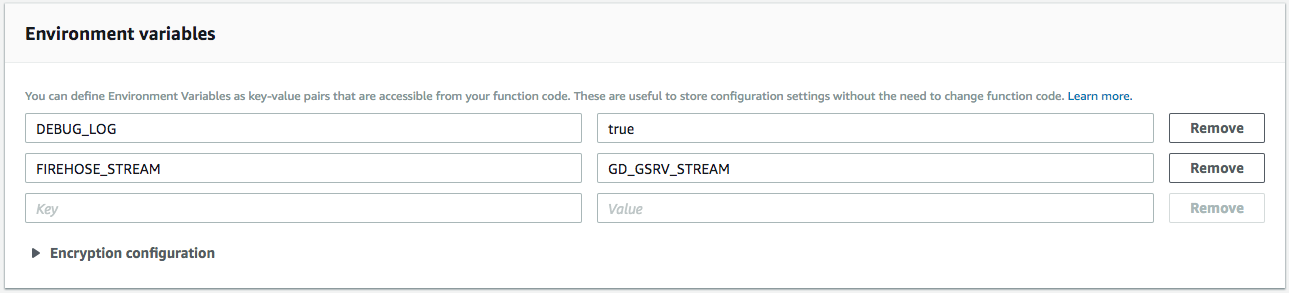 Environment variables
You can define Environment Variables as key-value pairs that are accessible from your function code. These are useful to store configuration settings without the need to change function code. Learn more.
DEBUG_LOG true Remove
FIREHOSE_STREAM GD_GSRV_STREAM Remove
Key Value Remove
Encryption configuration